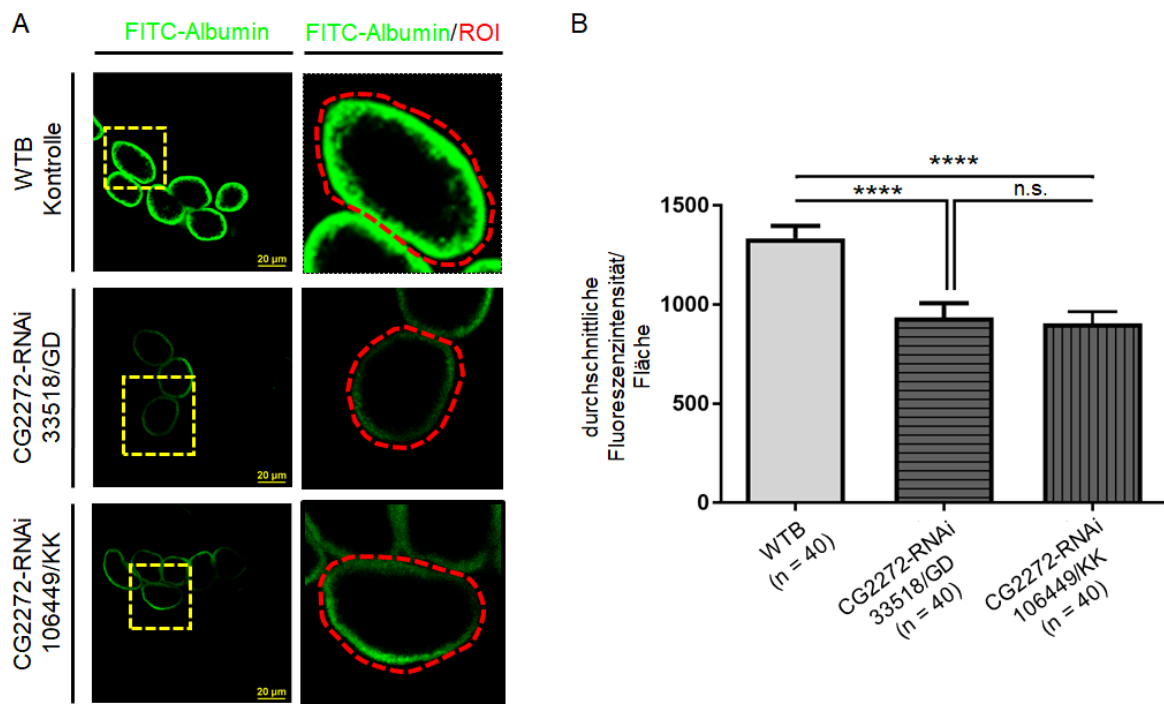 A
FITC-Albumin
FITC-Albumin/ROI
WTB
Kontrolle
20 µm
CG2272-RNAi
33518/GD
20 µm
CG2272-RNAi
106449/KK
20 µm
B
****
****
n.s.
durchschnittliche
Fluoreszenzintensität/
Fläche
1500
1000
500
0
WTB
(n = 40)
CG2272-RNAi
33518/GD
(n = 40)
CG2272-RNAi
106449/KK
(n = 40)